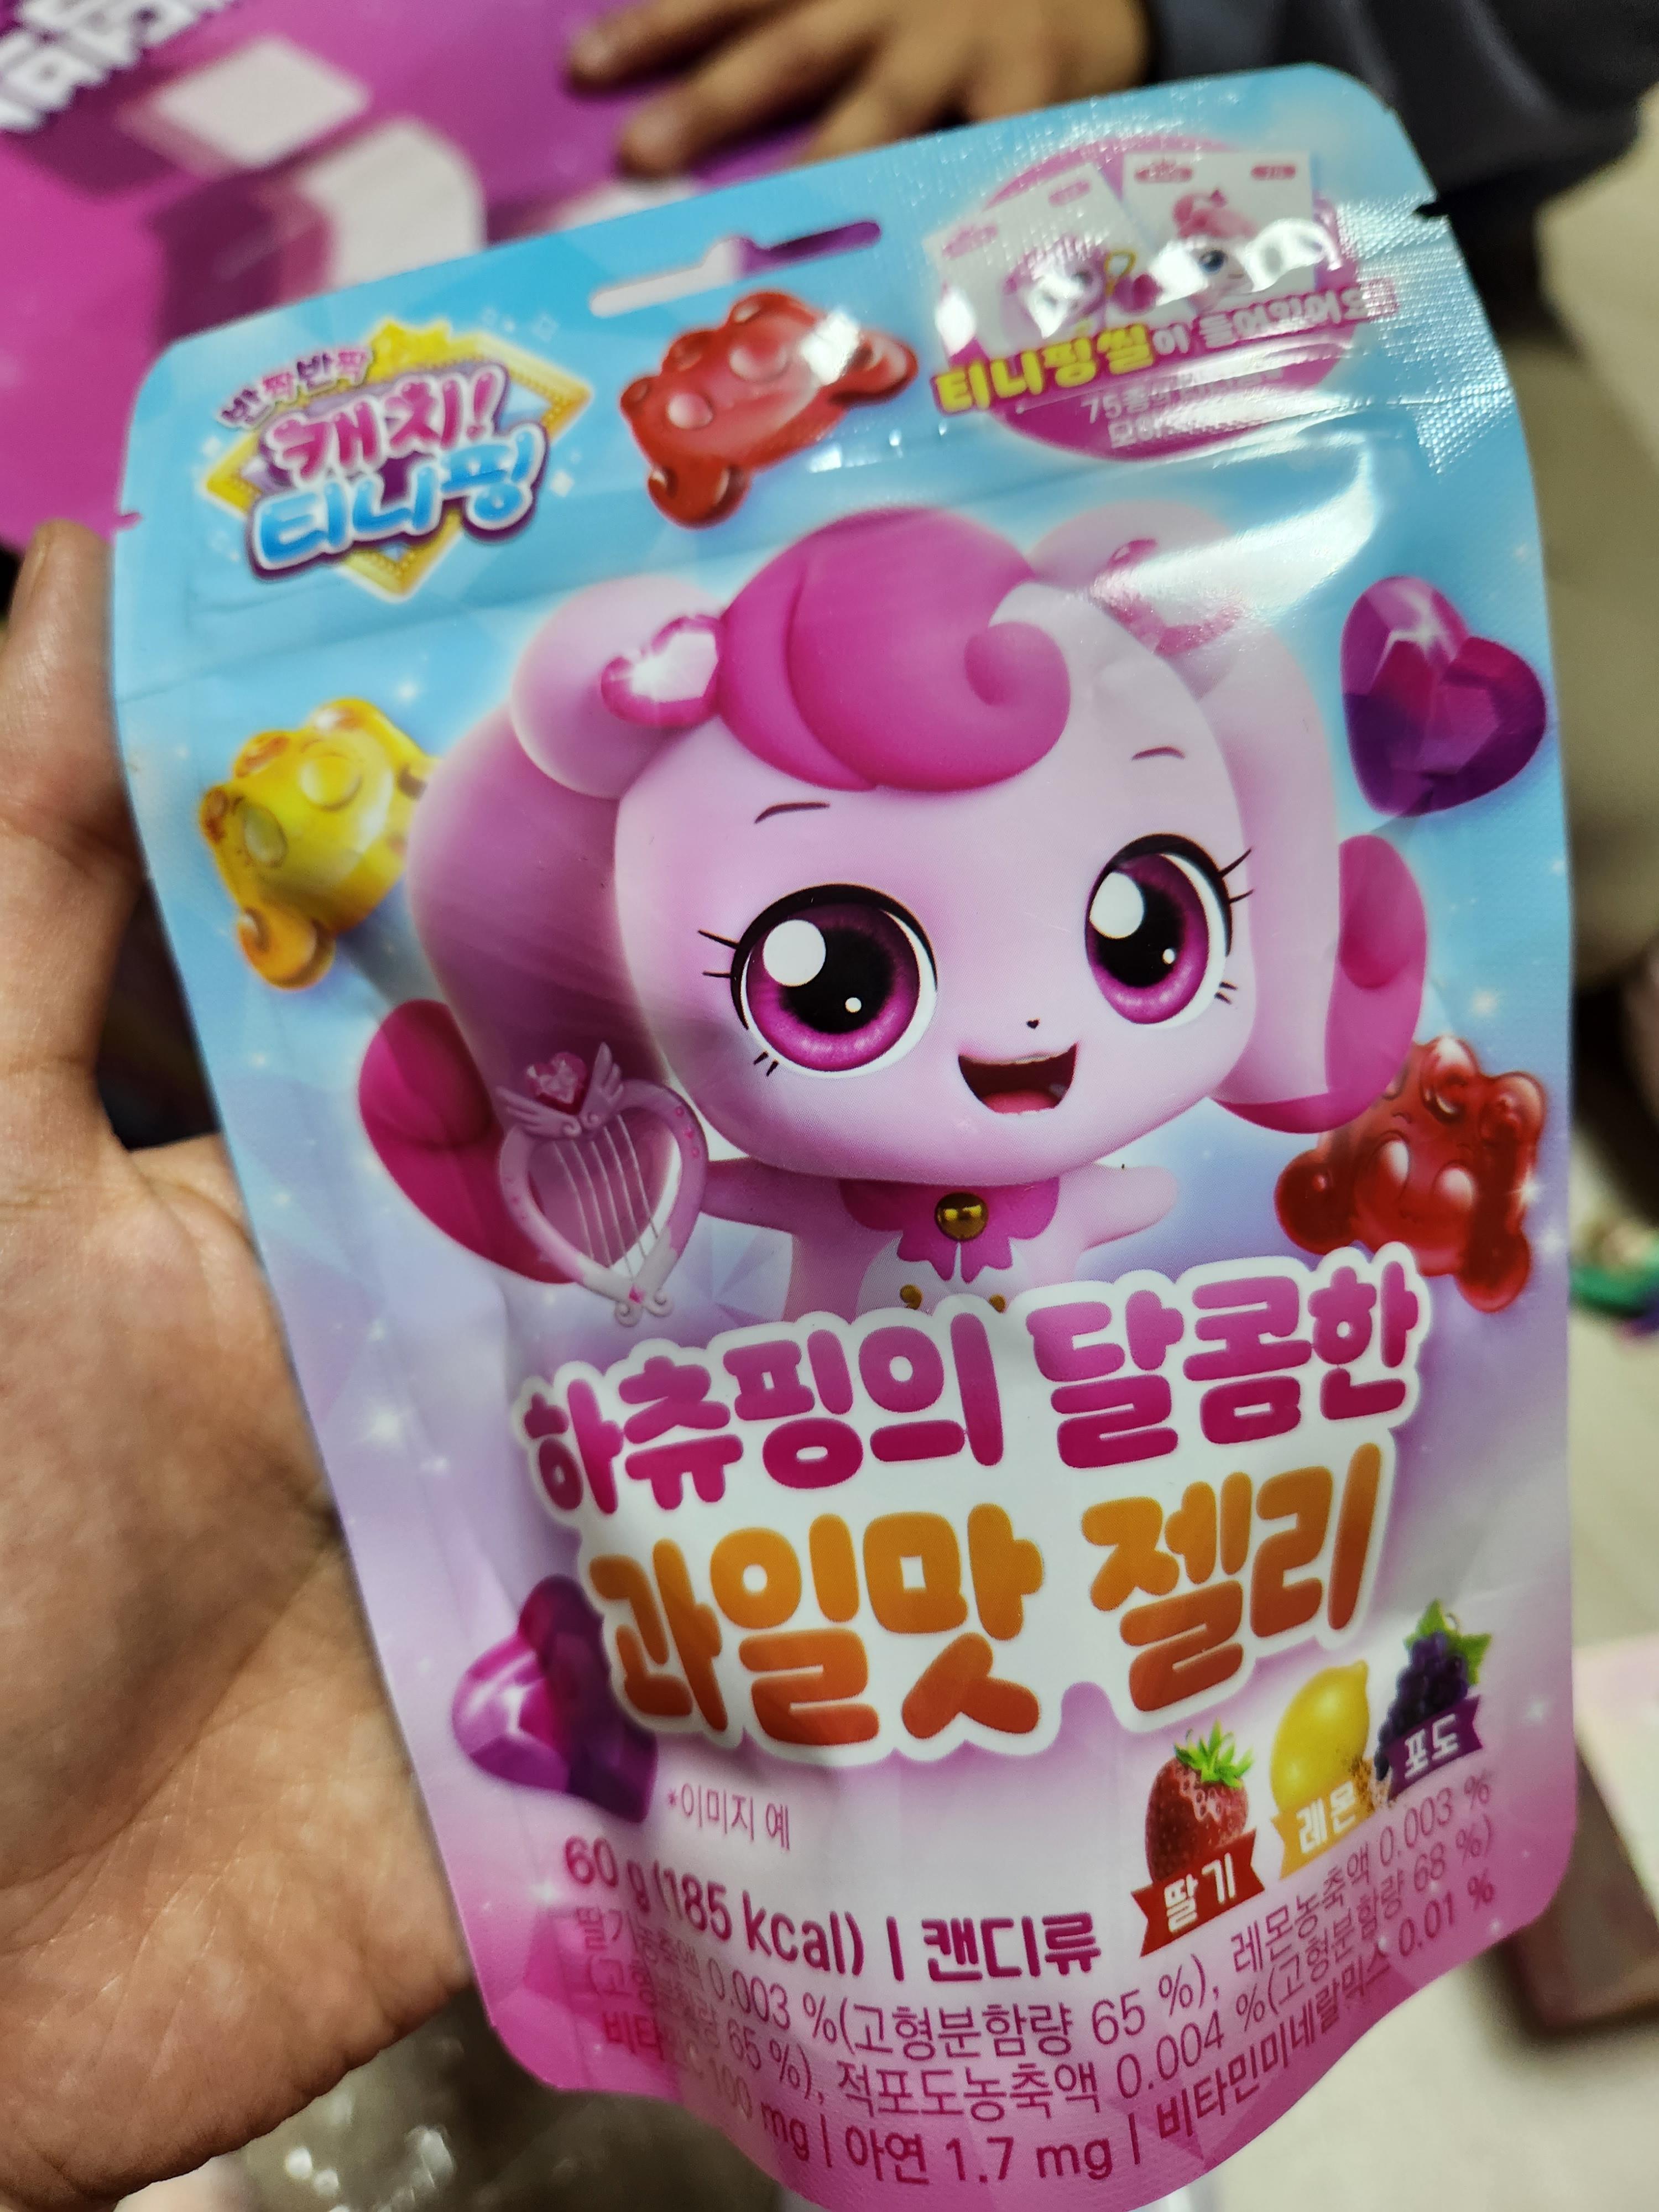 반짝반짝
캐치!
티니핑
티니핑씰이 들어있어요!
75종의
하츄핑의 달콤한
과일맛 젤리
딸기
레몬
포도
*이미지 예
60 g (185 kcal) | 캔디류
0.003 %(고형분함량 65 %), 레몬농축액 0.003 %
65 %), 적포도농축액 0.004 %(고형분함량 68 %)
100 mg | 아연 1.7 mg | 비타민미네랄믹스 0.01 %